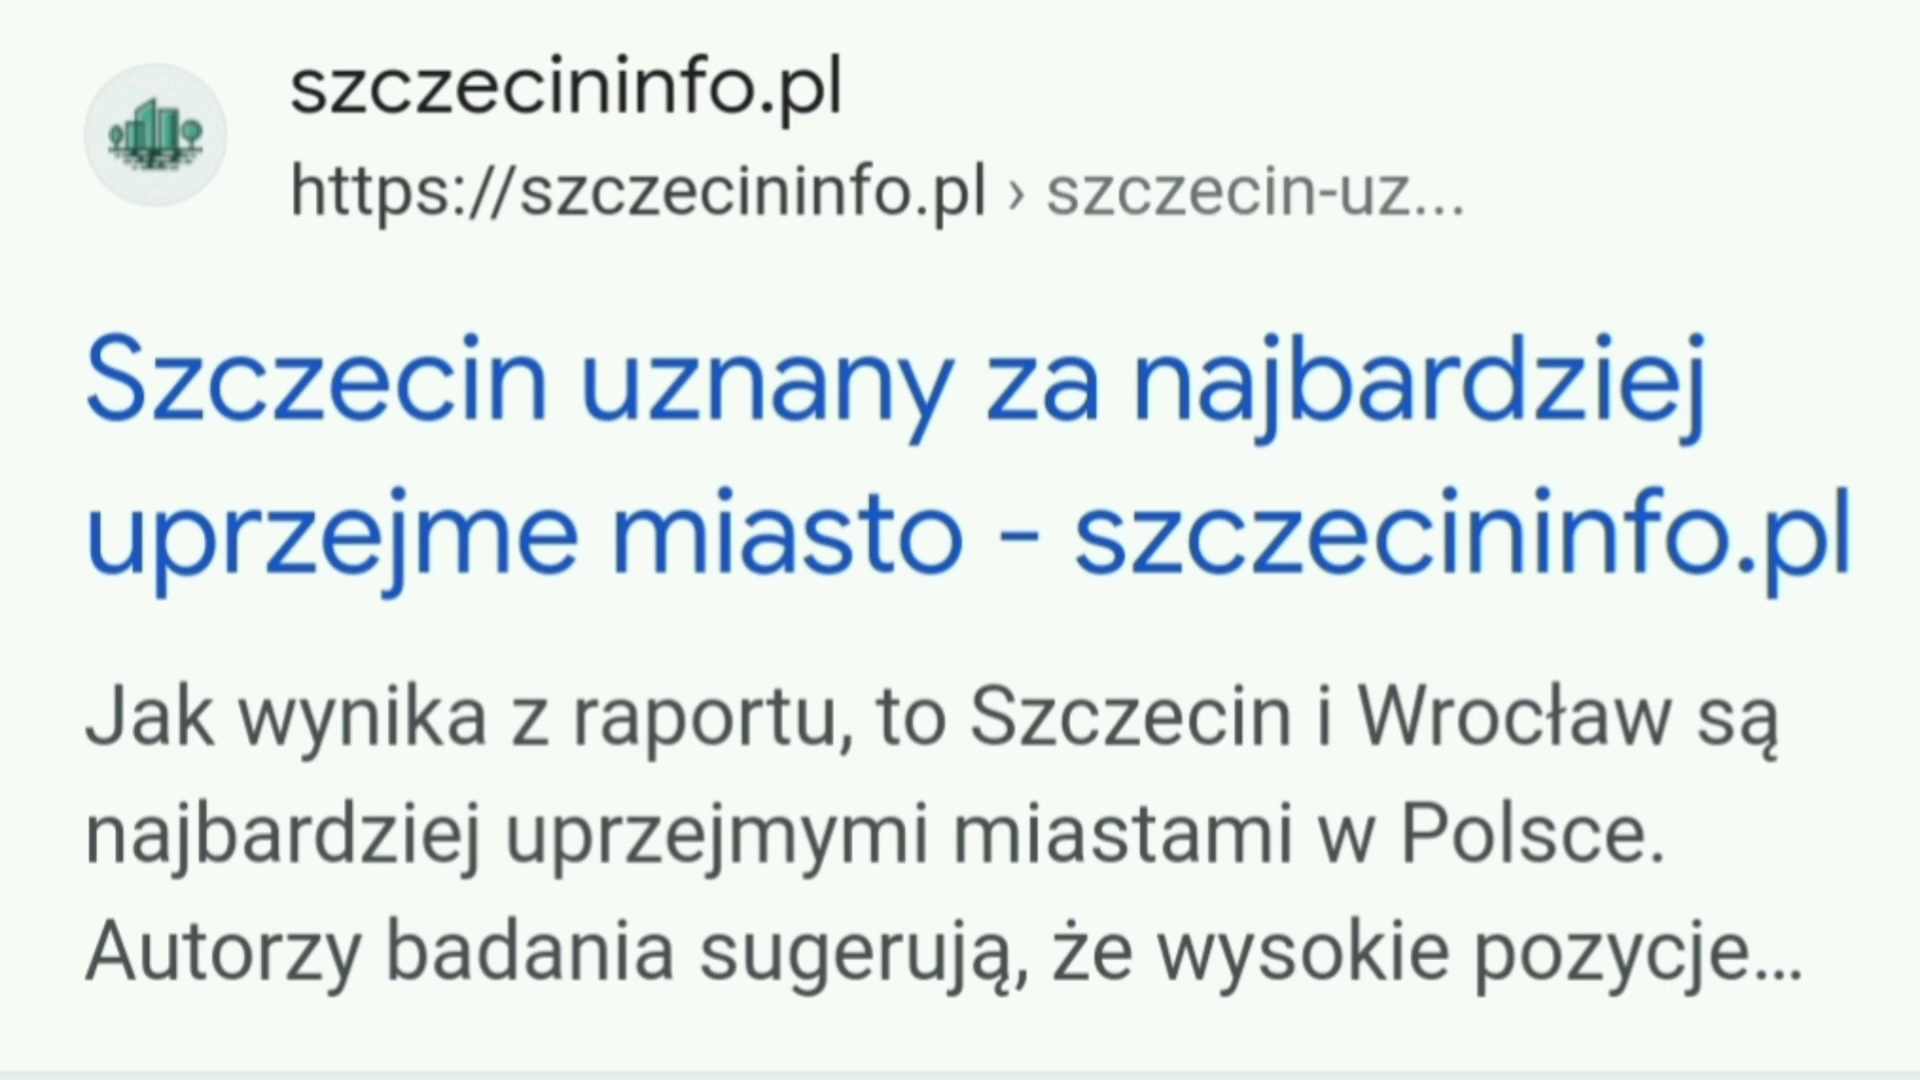 szczecininfo.pl
https://szczecininfo.pl › szczecin-uz...
Szczecin uznany za najbardziej
uprzejme miasto - szczecininfo.pl
Jak wynika z raportu, to Szczecin i Wrocław są
najbardziej uprzejmymi miastami w Polsce.
Autorzy badania sugerują, że wysokie pozycje...